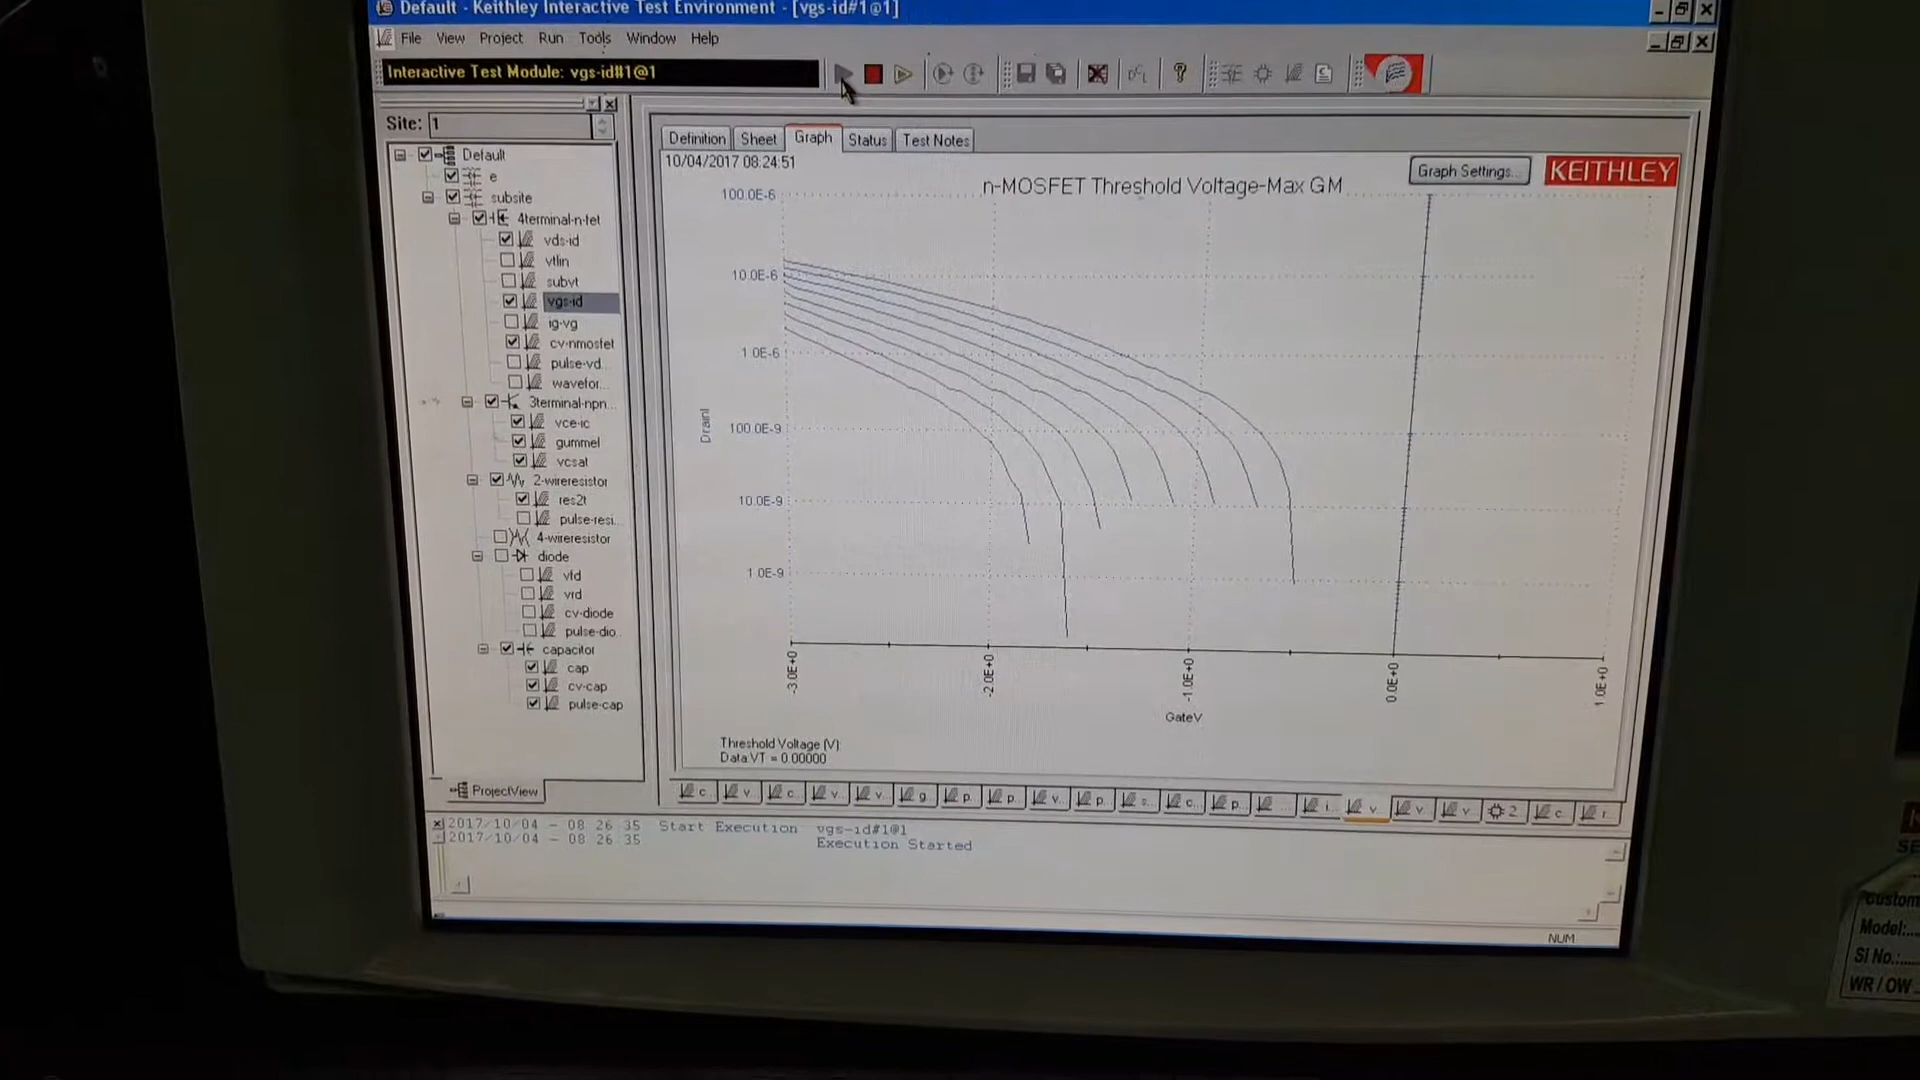 Default - Keithley Interactive Test Environment - [vgs-id#1@1]
File View Project Run Tools Window Help
Interactive Test Module: vgs-id#1@1
Site: 1
Default
e
subsite
4terminal-n-fet
vds-id
vtlin
subvt
vgs-id
ig-vg
cv-nmosfet
pulse-vd...
wavefor...
3terminal-npn...
vce-ic
gummel
vcsat
2-wireresistor
res2t
pulse-resi...
4-wireresistor
diode
vfd
vrd
cv-diode
pulse-dio...
capacitor
cap
cv-cap
pulse-cap
ProjectView
Definition Sheet Graph Status Test Notes
10/04/2017 08:24:51
Graph Settings...
KEITHLEY
n-MOSFET Threshold Voltage-Max GM
100.0E-6
10.0E-6
1.0E-6
100.0E-9
10.0E-9
1.0E-9
DrainI
-3.0E+0
-2.0E+0
-1.0E+0
0.0E+0
1.0E+0
GateV
Threshold Voltage (V):
Data:VT = 0.00000
c... v... c... v... v... g... p... p... v... p... s... c... p... ... i... v... v... v... 2... c... r...
2017/10/04 - 08 26 35 Start Execution vgs-id#1@1
2017/10/04 - 08 26 35 Execution Started
NUM
Custom
Model:....
Sl No.:....
WR / OW